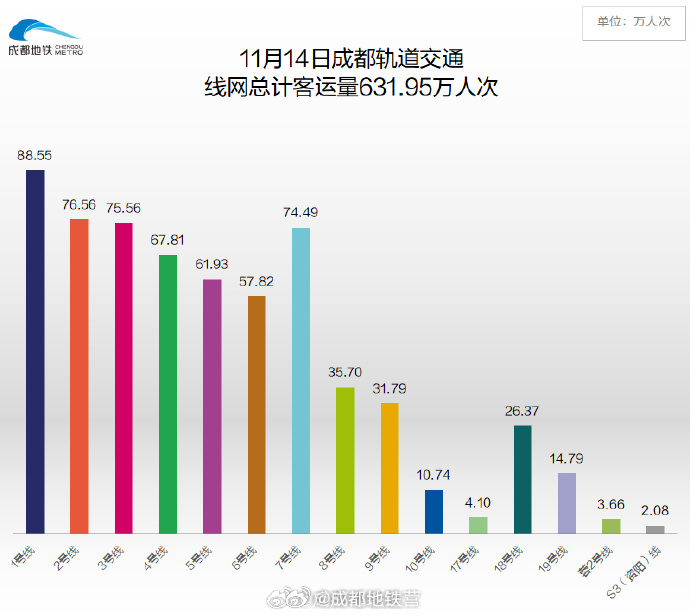 成都地铁 CHENGDU METRO
单位：万人次
11月14日成都轨道交通
线网总计客运量631.95万人次
88.55
76.56
75.56
67.81
61.93
57.82
74.49
35.70
31.79
10.74
4.10
26.37
14.79
3.66
2.08
1号线
2号线
3号线
4号线
5号线
6号线
7号线
8号线
9号线
10号线
17号线
18号线
19号线
蓉2号线
S3（资阳）线
@成都地铁运营